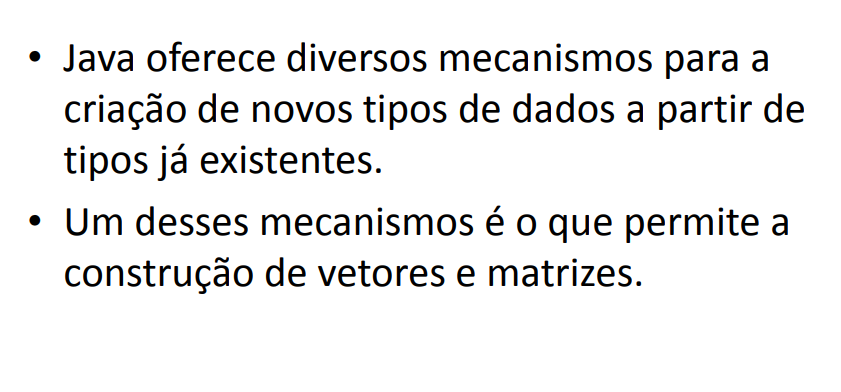 • Java oferece diversos mecanismos para a
criação de novos tipos de dados a partir de
tipos já existentes.
• Um desses mecanismos é o que permite a
construção de vetores e matrizes.